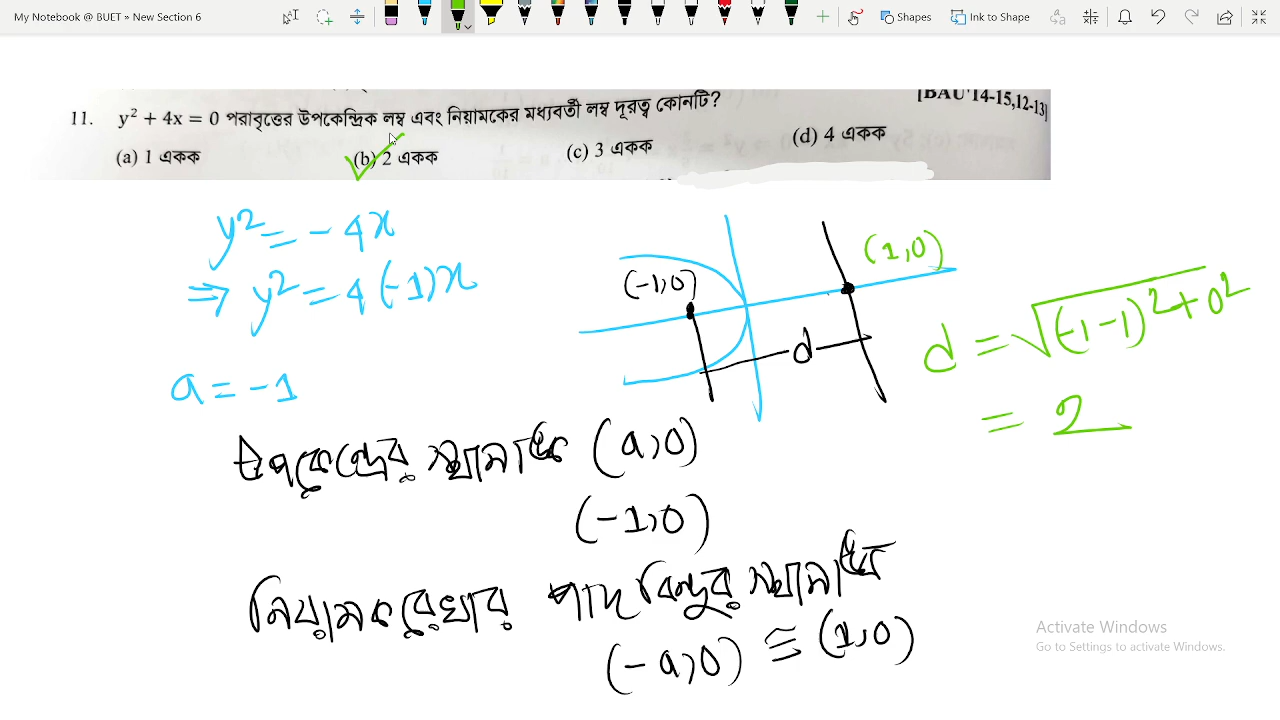 My Notebook @ BUET » New Section 6
Shapes
Ink to Shape
[BAU'14-15,12-13]
11. y² + 4x = 0 পরাবৃত্তের উপকেন্দ্রিক লম্ব এবং নিয়ামকের মধ্যবর্তী লম্ব দূরত্ব কোনটি?
(a) 1 একক (b) 2 একক (c) 3 একক (d) 4 একক
y² = - 4x
⇒ y² = 4(-1)x
a = -1
(-1,0)
(1,0)
d
d = √(-1-1)² + 0²
= 2
উপকেন্দ্রের স্থানাঙ্ক (a,0)
(-1,0)
নিয়ামক রেখার পাদ বিন্দুর স্থানাঙ্ক
(-a,0) ≅ (1,0)
Activate Windows
Go to Settings to activate Windows.